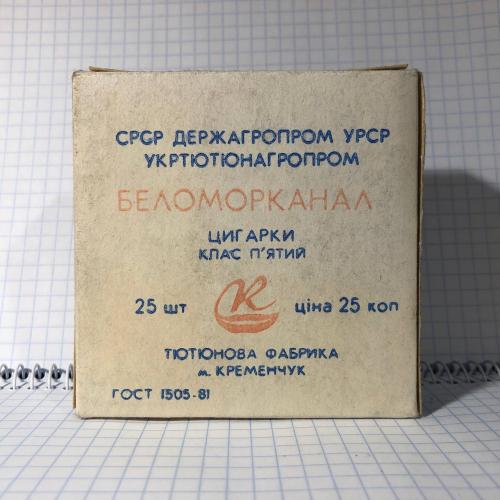 СРСР ДЕРЖАГРОПРОМ УРСР
УКРТЮТЮНАГРОПРОМ
БЕЛОМОРКАНАЛ
ЦИГАРКИ
КЛАС П'ЯТИЙ
25 шт К ціна 25 коп
ТЮТЮНОВА ФАБРИКА
м. КРЕМЕНЧУК
ГОСТ 1505-81